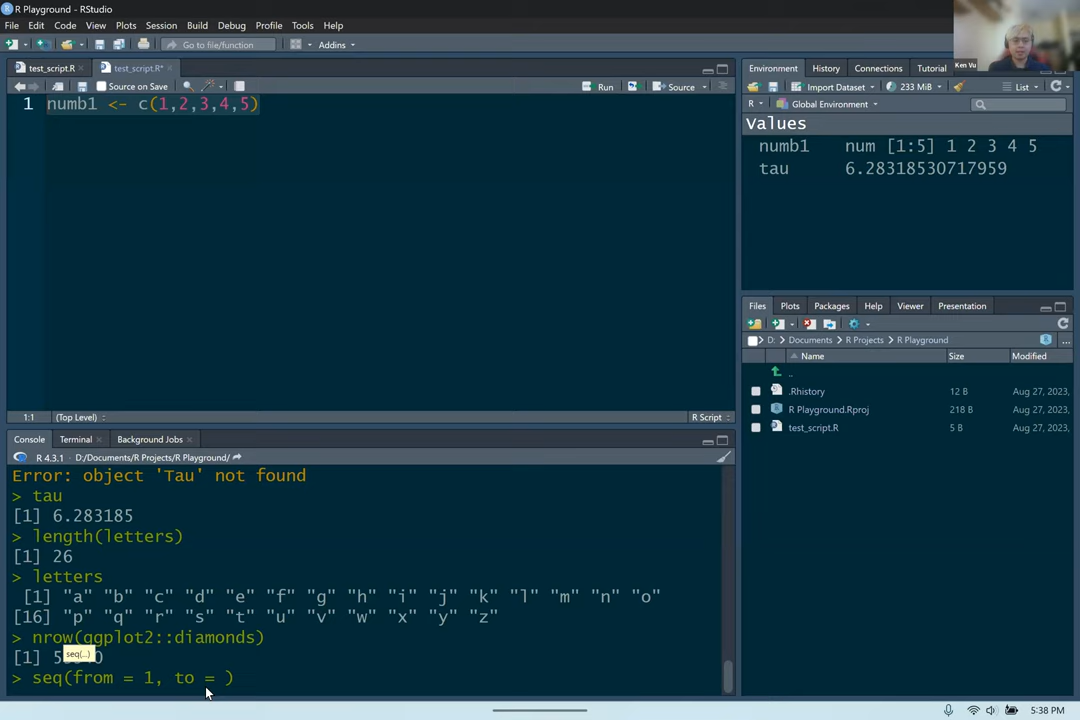 R Playground - RStudio
File Edit Code View Plots Session Build Debug Profile Tools Help
Go to file/function Addins
Ken Vu
test_script.R test_script.R*
Source on Save Run Source
1 numb1 <- c(1,2,3,4,5)
1:1 (Top Level) R Script
Console Terminal Background Jobs
R 4.3.1 · D:/Documents/R Projects/R Playground/
Error: object 'Tau' not found
> tau
[1] 6.283185
> length(letters)
[1] 26
> letters
[1] "a" "b" "c" "d" "e" "f" "g" "h" "i" "j" "k" "l" "m" "n" "o"
[16] "p" "q" "r" "s" "t" "u" "v" "w" "x" "y" "z"
> nrow(ggplot2::diamonds)
seq(...)
> seq(from = 1, to = )
Environment History Connections Tutorial
Import Dataset 233 MiB List
R Global Environment
Values
numb1 num [1:5] 1 2 3 4 5
tau 6.28318530717959
Files Plots Packages Help Viewer Presentation
D: > Documents > R Projects > R Playground ...
Name Size Modified
..
.Rhistory 12 B Aug 27, 2023,
R Playground.Rproj 218 B Aug 27, 2023,
test_script.R 5 B Aug 27, 2023,
5:38 PM